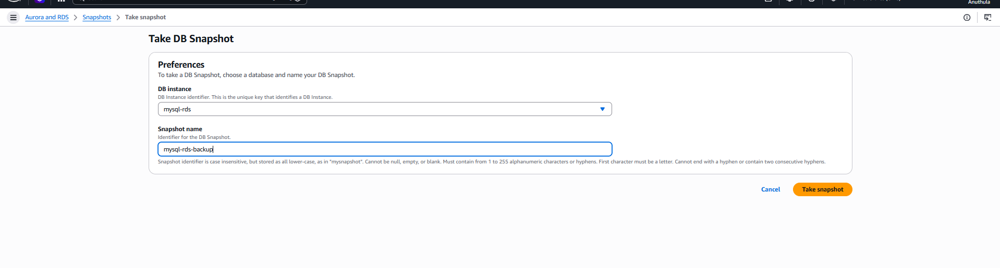 Anuthula
Aurora and RDS > Snapshots > Take snapshot
Take DB Snapshot
Preferences
To take a DB Snapshot, choose a database and name your DB Snapshot.
DB instance
DB Instance identifier. This is the unique key that identifies a DB Instance.
mysql-rds
Snapshot name
Identifier for the DB Snapshot.
mysql-rds-backup
Snapshot identifier is case insensitive, but stored as all lower-case, as in "mysnapshot". Cannot be null, empty, or blank. Must contain from 1 to 255 alphanumeric characters or hyphens. First character must be a letter. Cannot end with a hyphen or contain two consecutive hyphens.
Cancel Take snapshot